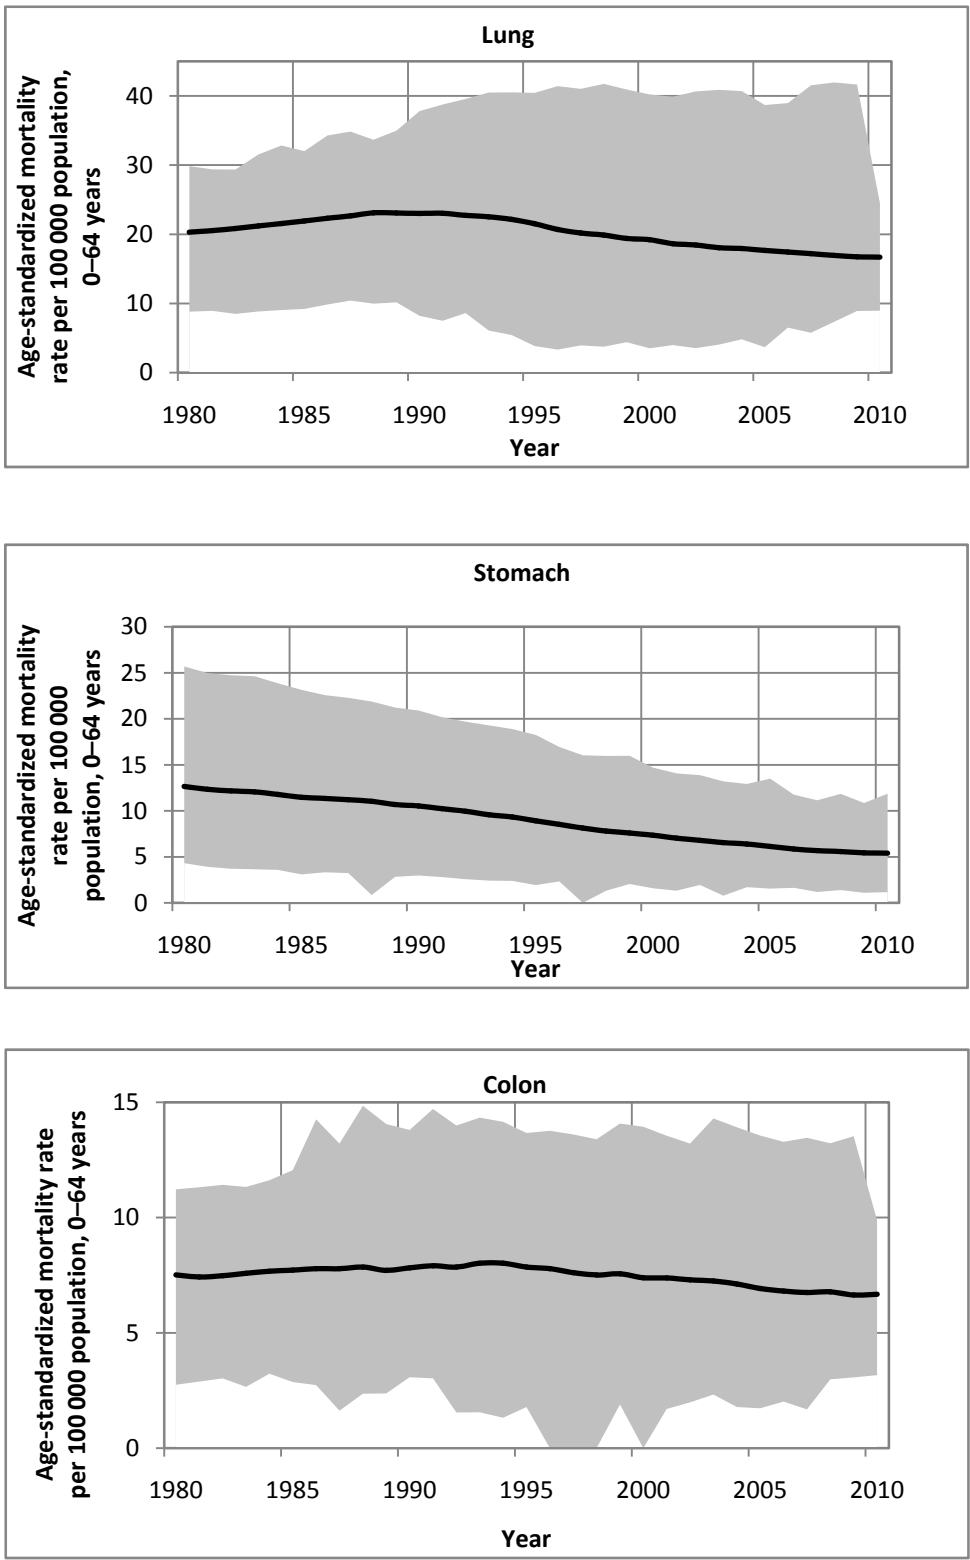 Lung
Age-standardized mortality
rate per 100 000 population,
0–64 years
40
30
20
10
0
1980 1985 1990 1995 2000 2005 2010
Year
Stomach
Age-standardized mortality
rate per 100 000
population, 0–64 years
30
25
20
15
10
5
0
1980 1985 1990 1995 2000 2005 2010
Year
Colon
Age-standardized mortality rate
per 100 000 population, 0–64 years
15
10
5
0
1980 1985 1990 1995 2000 2005 2010
Year